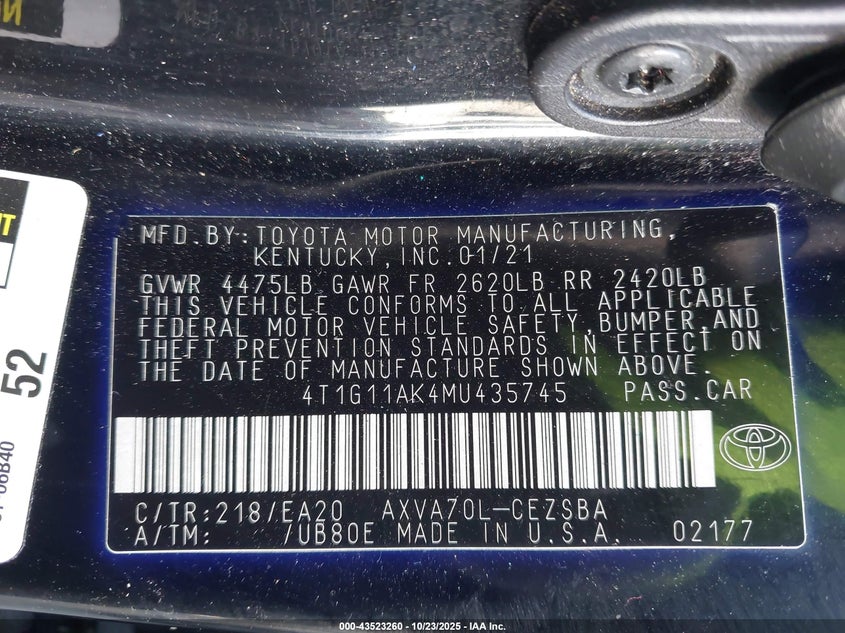 NT
52
06B40
MFD.BY:TOYOTA MOTOR MANUFACTURING,
KENTUCKY,INC.01/21
GVWR 4475LB GAWR FR 2620LB RR 2420LB
THIS VEHICLE CONFORMS TO ALL APPLICABLE
FEDERAL MOTOR VEHICLE SAFETY,BUMPER,AND
THEFT PREVENTION STANDARDS IN EFFECT ON
THE DATE OF MANUFACTURE SHOWN ABOVE.
4T1G11AK4MU435745 PASS.CAR
C/TR:218/EA20 AXVA70L-CEZSBA
A/TM: /UB80E MADE IN U.S.A. 02177
000-43523260 - 10/23/2025 - IAA Inc.